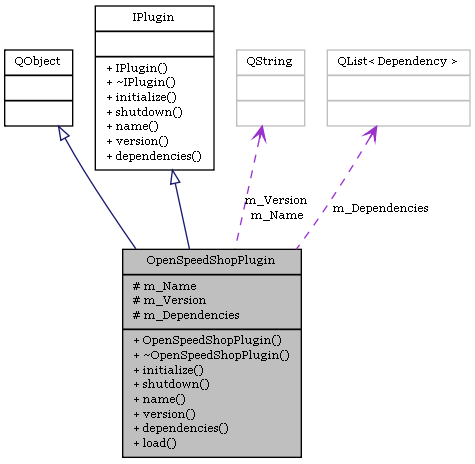 IPlugin
+ IPlugin()
+ ~IPlugin()
+ initialize()
+ shutdown()
+ name()
+ version()
+ dependencies()
QObject
QString
QList< Dependency >
m_Version
m_Name
m_Dependencies
OpenSpeedShopPlugin
# m_Name
# m_Version
# m_Dependencies
+ OpenSpeedShopPlugin()
+ ~OpenSpeedShopPlugin()
+ initialize()
+ shutdown()
+ name()
+ version()
+ dependencies()
+ load()